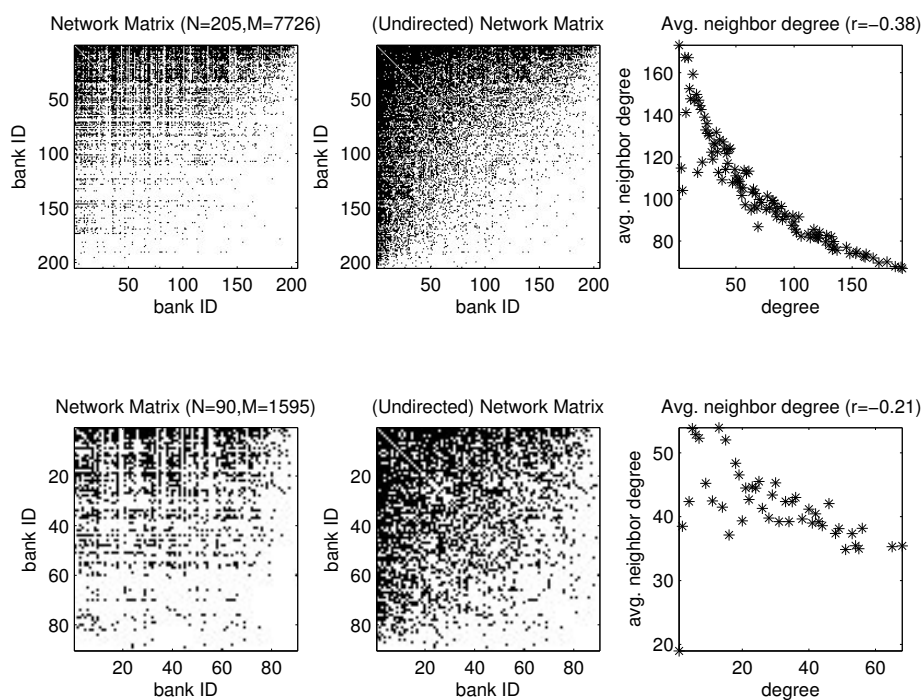 Network Matrix (N=205,M=7726)
(Undirected) Network Matrix
Avg. neighbor degree (r=−0.38)
bank ID
50
100
150
200
50 100 150 200
bank ID
bank ID
50
100
150
200
50 100 150 200
bank ID
avg. neighbor degree
160
140
120
100
80
50 100 150
degree
Network Matrix (N=90,M=1595)
(Undirected) Network Matrix
Avg. neighbor degree (r=−0.21)
bank ID
20
40
60
80
20 40 60 80
bank ID
bank ID
20
40
60
80
20 40 60 80
bank ID
avg. neighbor degree
50
40
30
20
20 40 60
degree